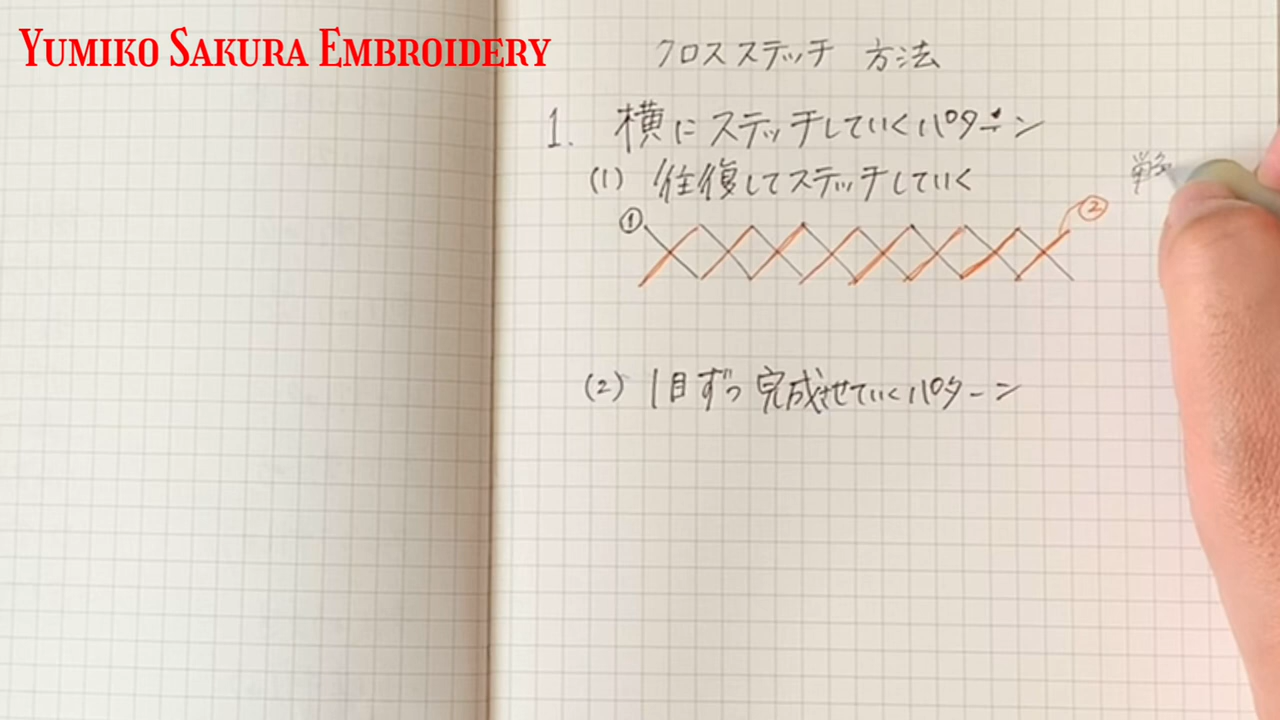 YUMIKO SAKURA EMBROIDERY
クロスステッチ 方法
1. 横にステッチしていくパターン
(1) 往復してステッチしていく
① ②
(2) 1目ずつ完成させていくパターン